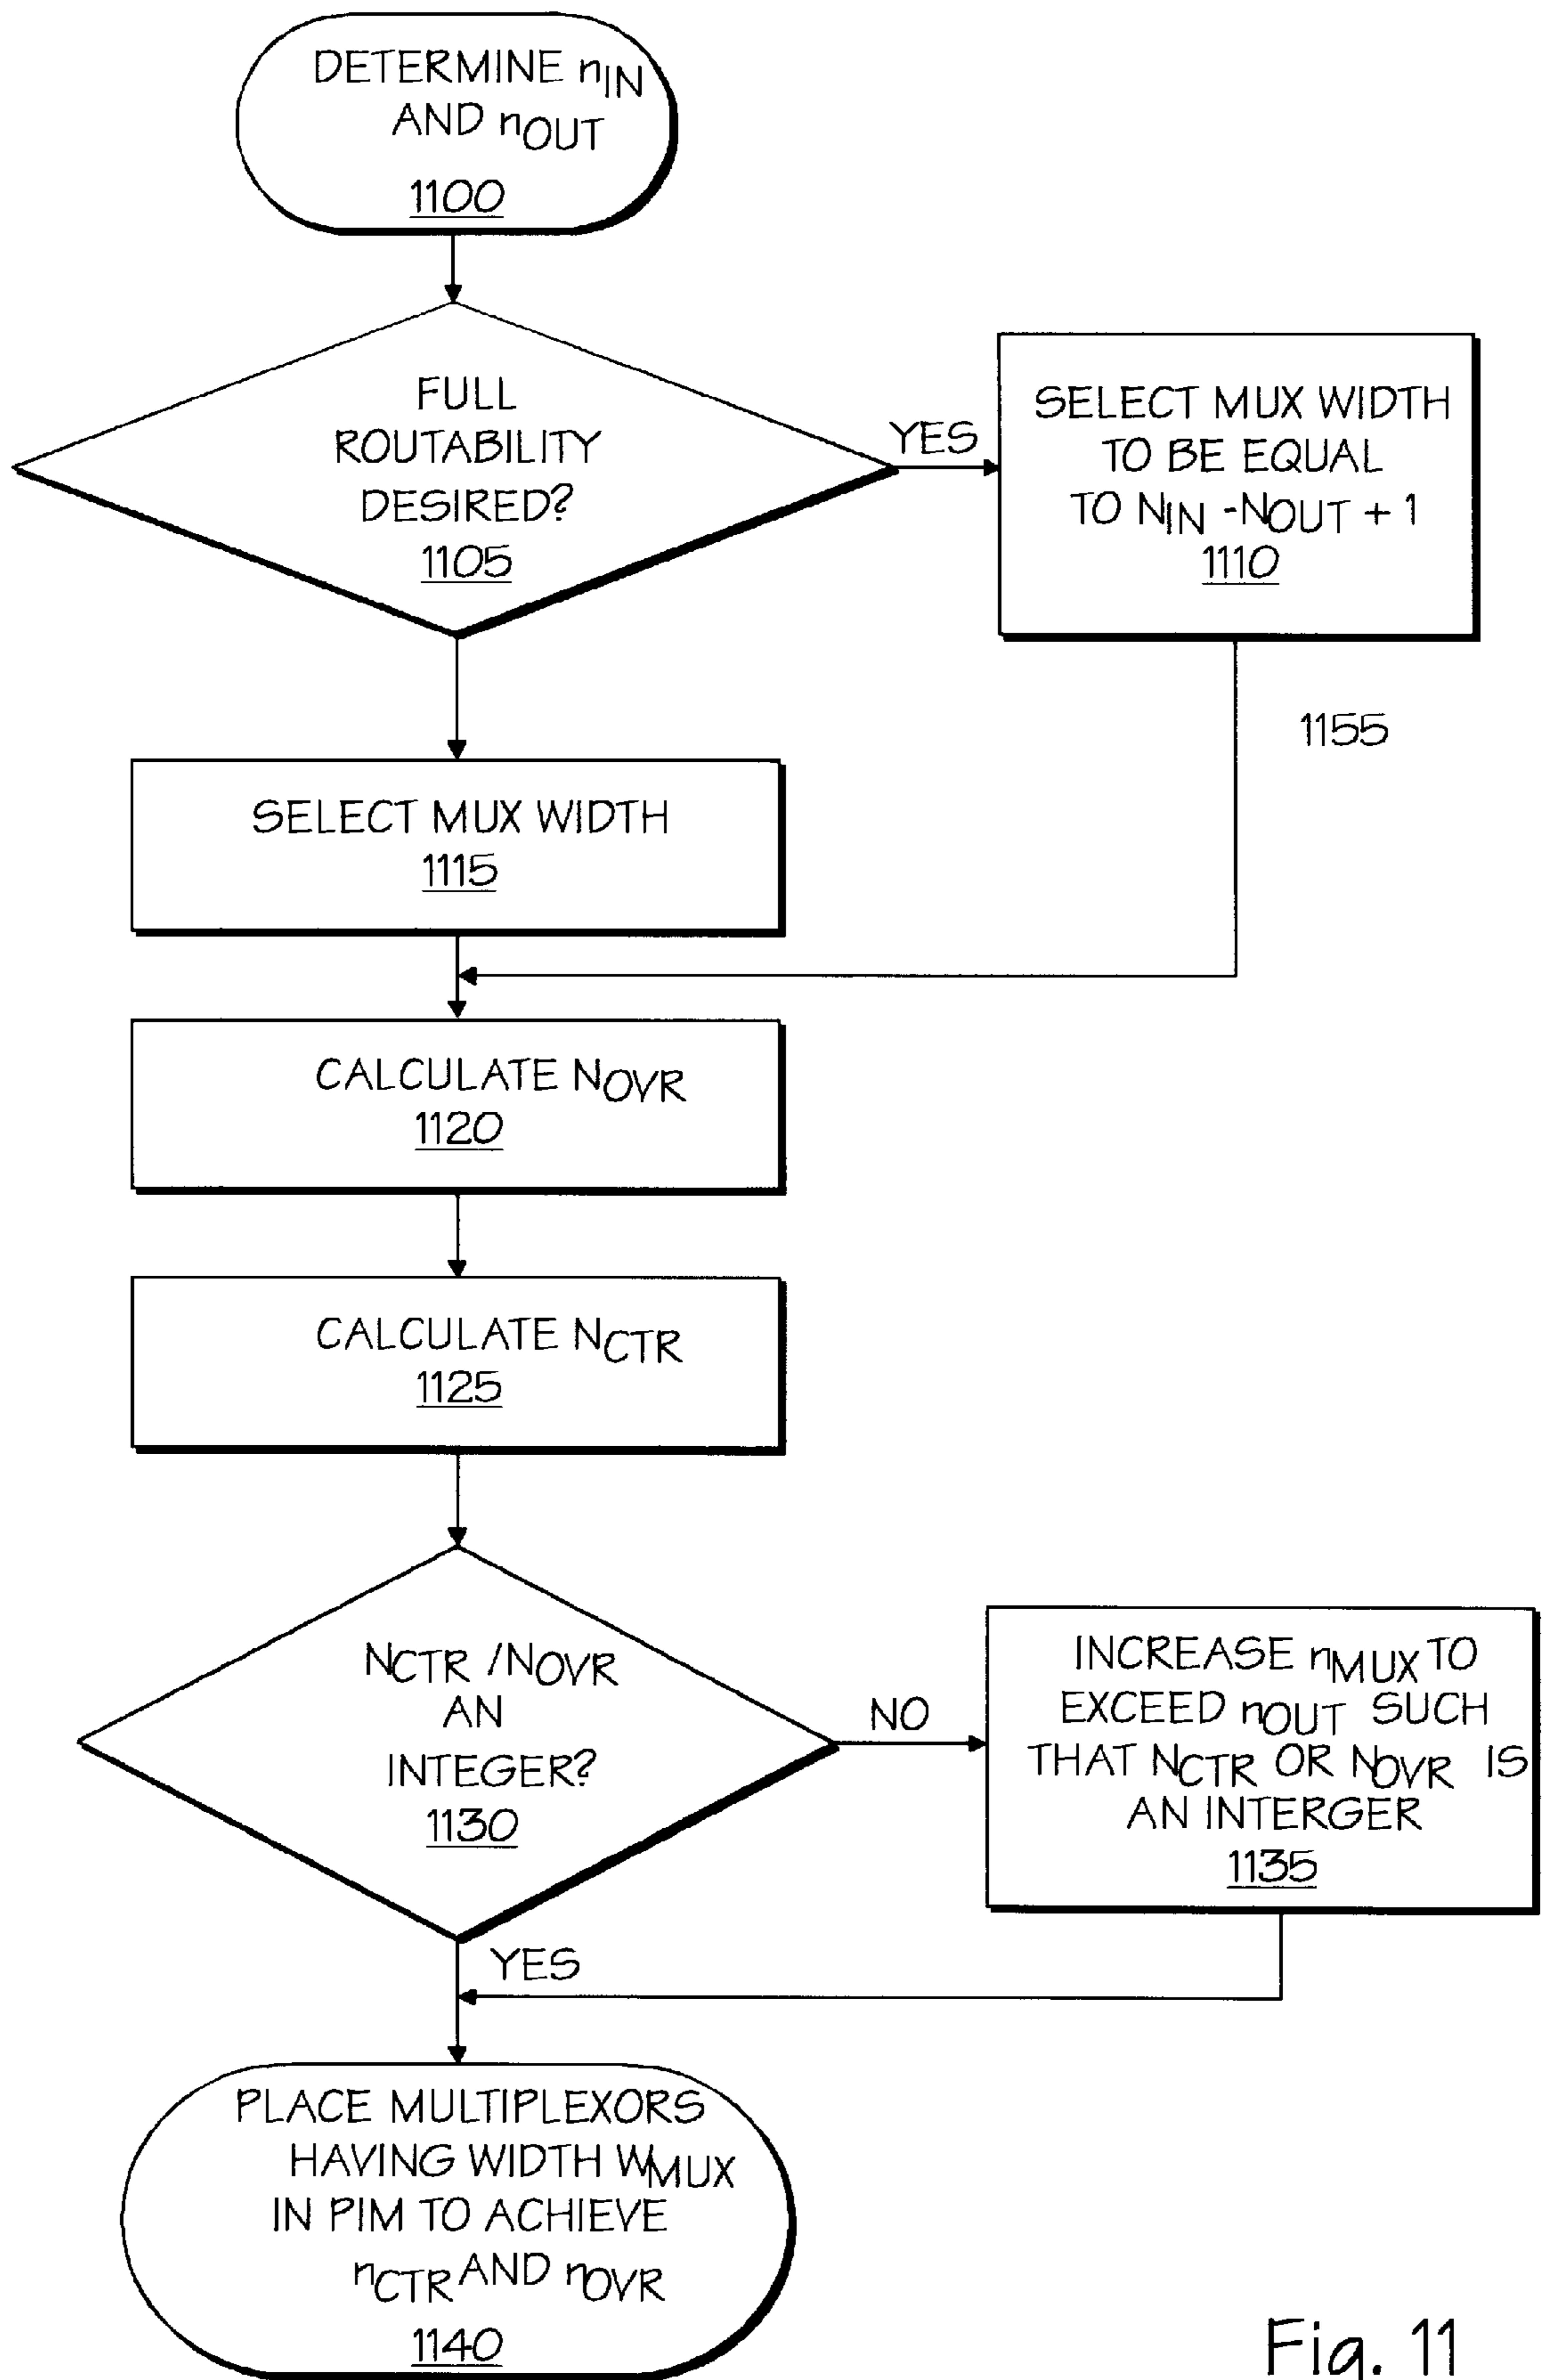 DETERMINE nIN
AND nOUT
1100
FULL
ROUTABILITY
DESIRED?
1105
YES
SELECT MUX WIDTH
TO BE EQUAL
TO NIN -NOUT + 1
1110
1155
SELECT MUX WIDTH
1115
CALCULATE NOVR
1120
CALCULATE NCTR
1125
NCTR /NOVR
AN
INTEGER?
1130
NO
INCREASE nMUX TO
EXCEED nOUT SUCH
THAT NCTR OR NOVR IS
AN INTERGER
1135
YES
PLACE MULTIPLEXORS
HAVING WIDTH WMUX
IN PIM TO ACHIEVE
nCTR AND nOVR
1140
Fig. 11